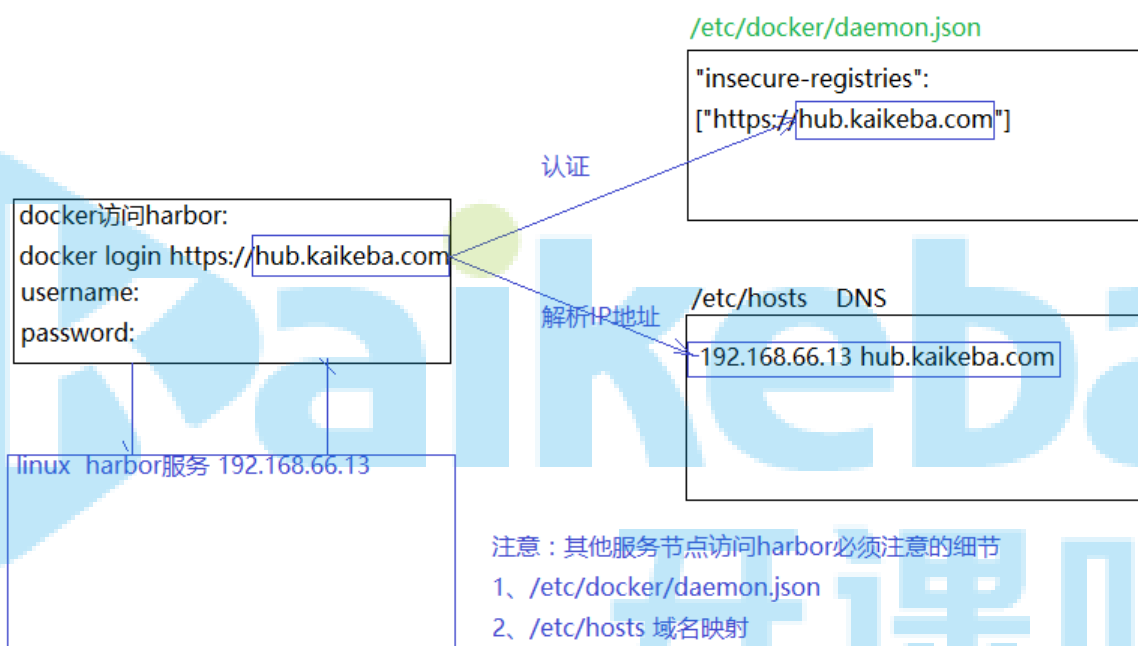 /etc/docker/daemon.json
"insecure-registries":
["https://hub.kaikeba.com"]
认证
docker访问harbor:
docker login https://hub.kaikeba.com
username:
password:
解析IP地址
/etc/hosts DNS
192.168.66.13 hub.kaikeba.com
linux harbor服务 192.168.66.13
注意：其他服务节点访问harbor必须注意的细节
1、/etc/docker/daemon.json
2、/etc/hosts 域名映射
Kaikeba
开课吧